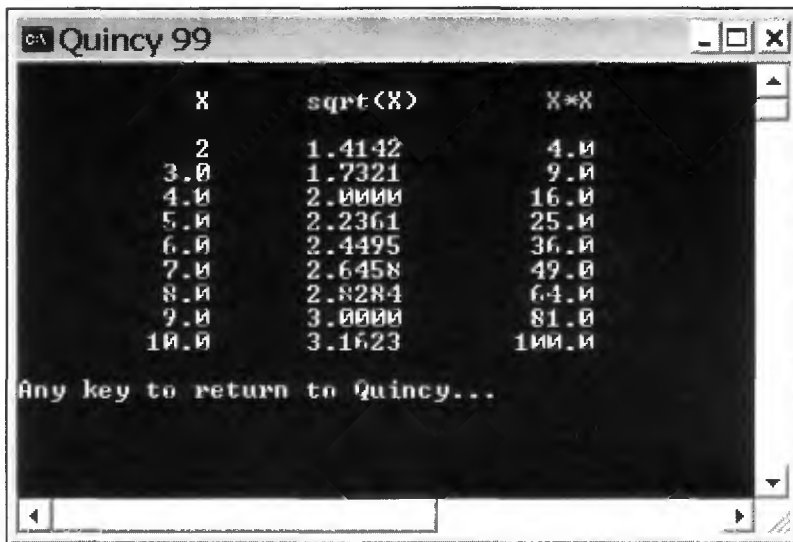 Quincy 99
X sqrt(X) X*X
2 1.4142 4.0
3.0 1.7321 9.0
4.0 2.0000 16.0
5.0 2.2361 25.0
6.0 2.4495 36.0
7.0 2.6458 49.0
8.0 2.8284 64.0
9.0 3.0000 81.0
10.0 3.1623 100.0
Any key to return to Quincy...